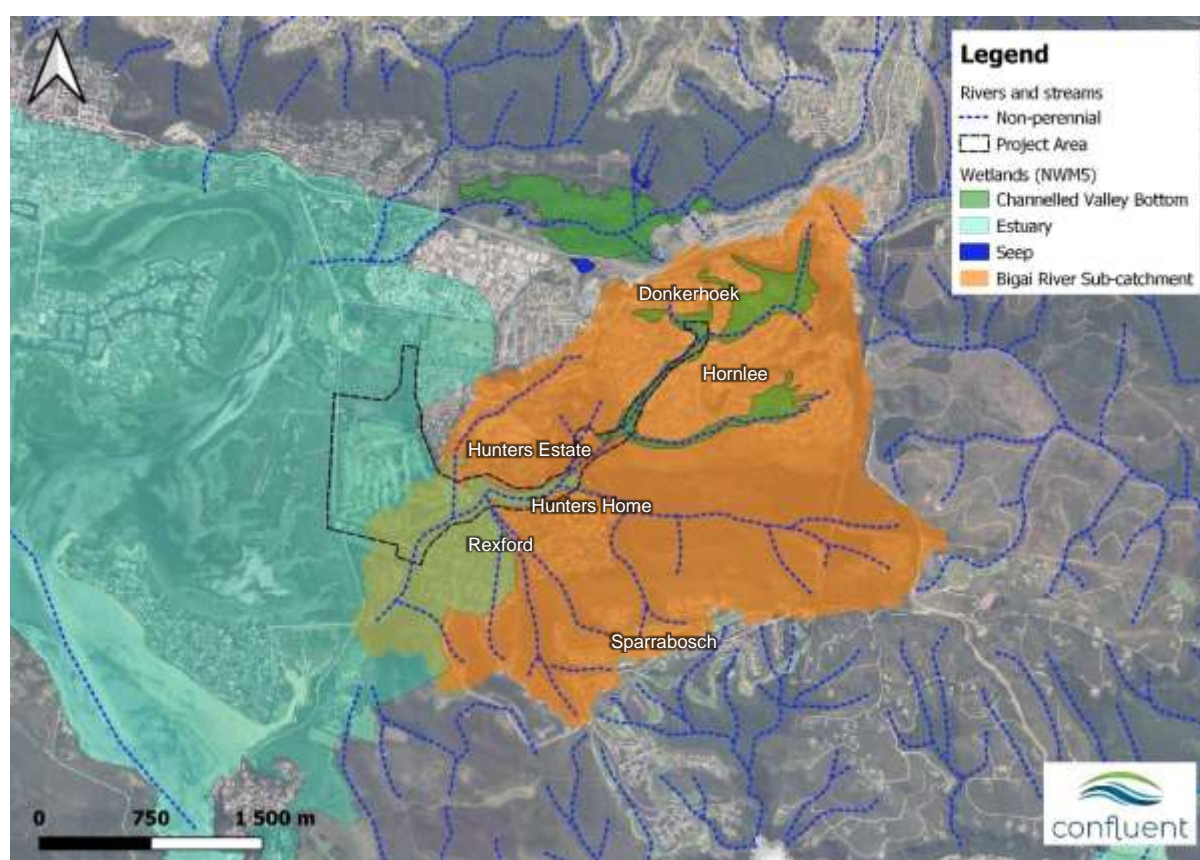 Legend
Rivers and streams
Non-perennial
Project Area
Wetlands (NWM5)
Channelled Valley Bottom
Estuary
Seep
Bigai River Sub-catchment
Donkerhoek
Hornlee
Hunters Estate
Hunters Home
Rexford
Sparrabosch
0 750 1 500 m
confluent